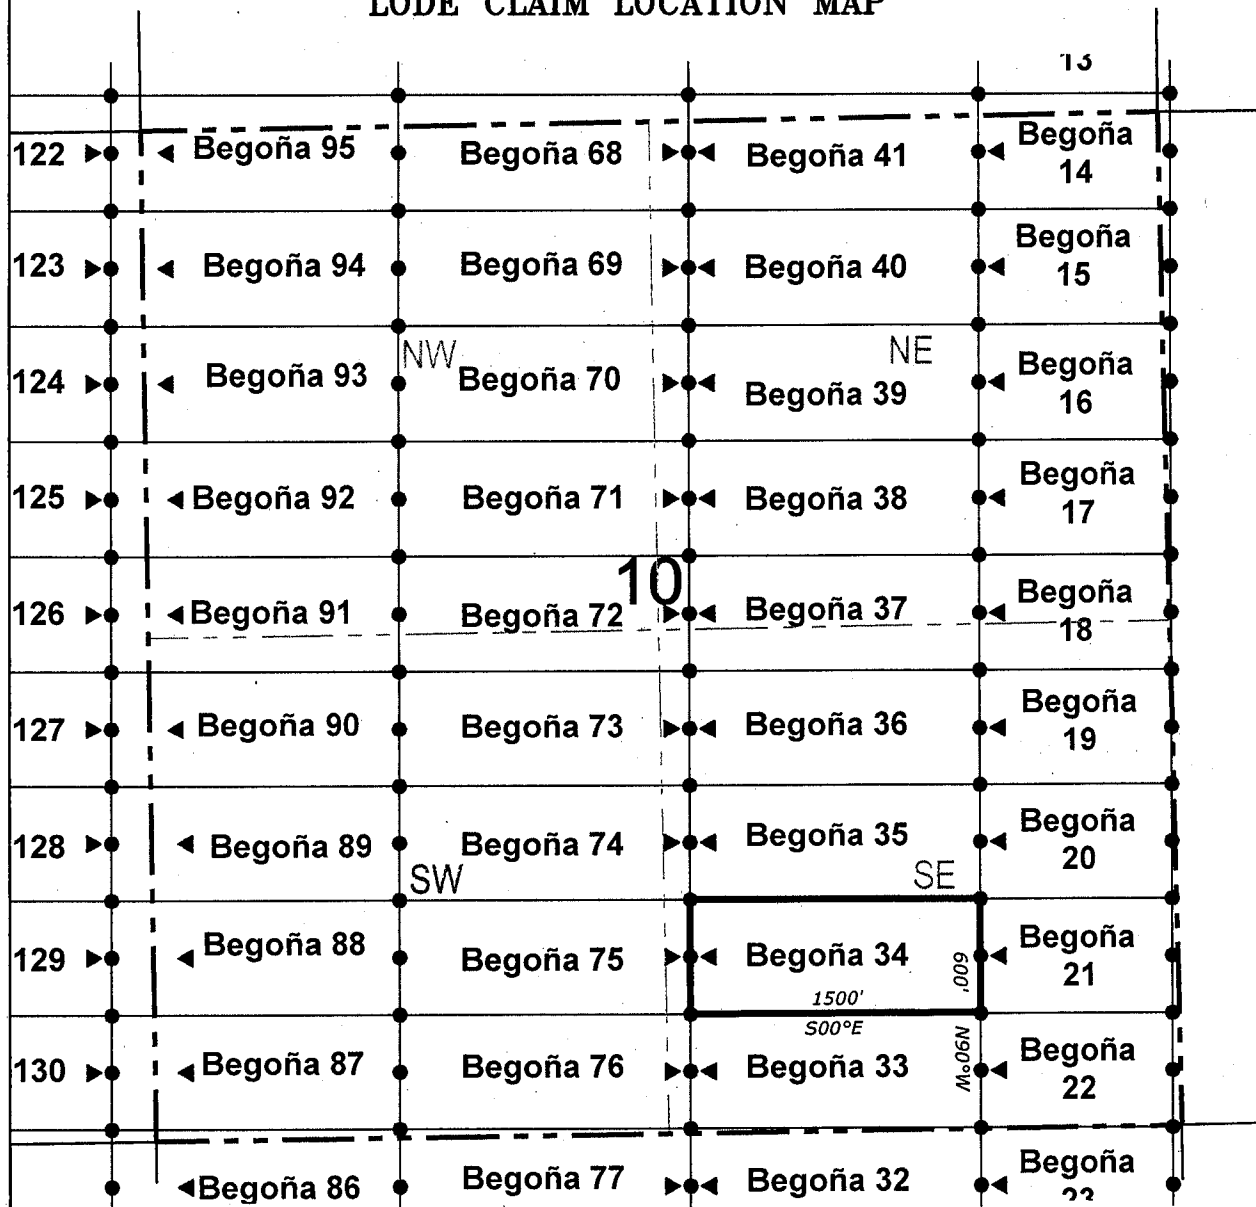 LODE CLAIM LOCATION MAP
13
122 Begoña 95 Begoña 68 Begoña 41 Begoña 14
123 Begoña 94 Begoña 69 Begoña 40 Begoña 15
NW NE
124 Begoña 93 Begoña 70 Begoña 39 Begoña 16
125 Begoña 92 Begoña 71 Begoña 38 Begoña 17
10
126 Begoña 91 Begoña 72 Begoña 37 Begoña 18
127 Begoña 90 Begoña 73 Begoña 36 Begoña 19
128 Begoña 89 Begoña 74 Begoña 35 Begoña 20
SW SE
129 Begoña 88 Begoña 75 Begoña 34 Begoña 21
600'
1500'
S00°E
N90°W
130 Begoña 87 Begoña 76 Begoña 33 Begoña 22
Begoña 86 Begoña 77 Begoña 32 Begoña 23